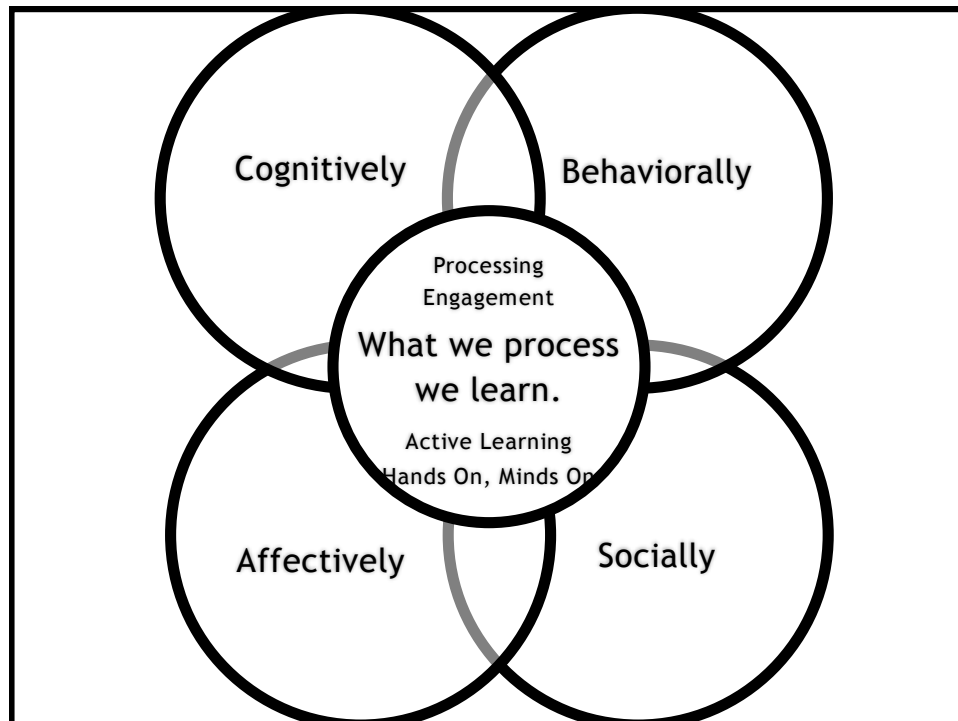 Cognitively
Behaviorally
Processing
Engagement
What we process
we learn.
Active Learning
Hands On, Minds On
Affectively
Socially